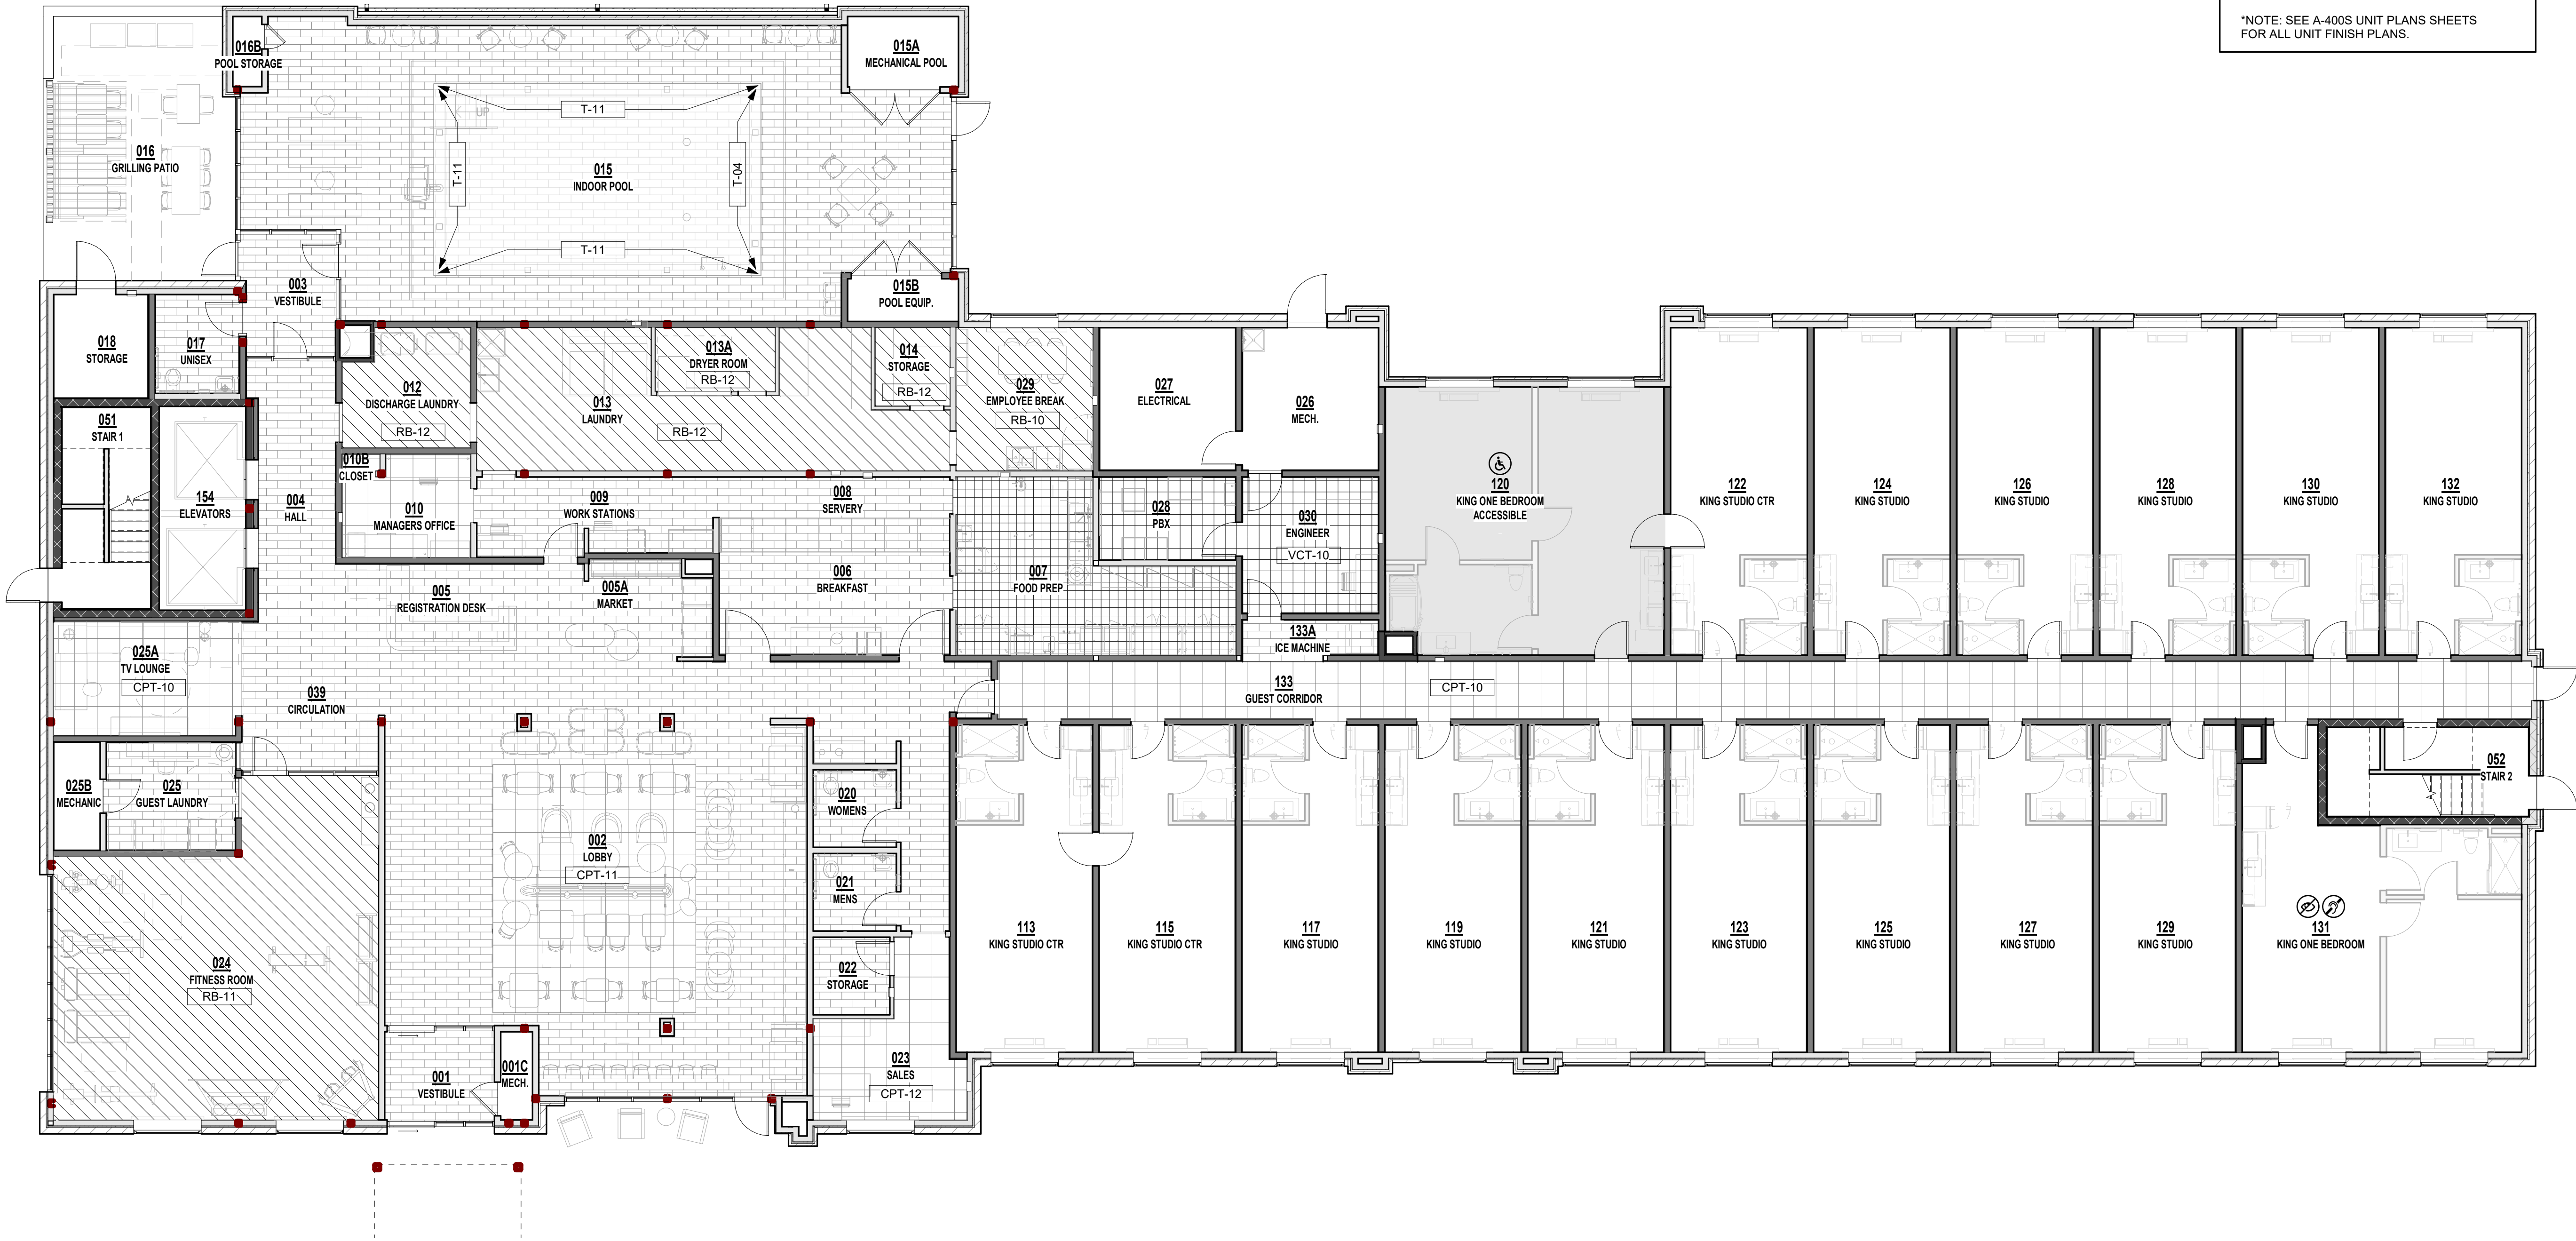 *NOTE: SEE A-400S UNIT PLANS SHEETS
FOR ALL UNIT FINISH PLANS.
016B
POOL STORAGE
015A
MECHANICAL POOL
T-11
UP
016
GRILLING PATIO
T-11
T-04
015
INDOOR POOL
T-11
003
VESTIBULE
015B
POOL EQUIP.
018
STORAGE
017
UNISEX
012
DISCHARGE LAUNDRY
RB-12
013
LAUNDRY
RB-12
013A
DRYER ROOM
RB-12
014
STORAGE
RB-12
029
EMPLOYEE BREAK
RB-10
027
ELECTRICAL
026
MECH.
051
STAIR 1
154
ELEVATORS
004
HALL
010B
CLOSET
010
MANAGERS OFFICE
009
WORK STATIONS
008
SERVERY
028
PBX
030
ENGINEER
VCT-10
120
KING ONE BEDROOM
ACCESSIBLE
122
KING STUDIO CTR
124
KING STUDIO
126
KING STUDIO
128
KING STUDIO
130
KING STUDIO
132
KING STUDIO
005
REGISTRATION DESK
005A
MARKET
006
BREAKFAST
007
FOOD PREP
133A
ICE MACHINE
025A
TV LOUNGE
CPT-10
039
CIRCULATION
133
GUEST CORRIDOR
CPT-10
025B
MECHANIC
025
GUEST LAUNDRY
020
WOMENS
052
STAIR 2
002
LOBBY
CPT-11
021
MENS
024
FITNESS ROOM
RB-11
022
STORAGE
113
KING STUDIO CTR
115
KING STUDIO CTR
117
KING STUDIO
119
KING STUDIO
121
KING STUDIO
123
KING STUDIO
125
KING STUDIO
127
KING STUDIO
129
KING STUDIO
131
KING ONE BEDROOM
001
VESTIBULE
001C
MECH.
023
SALES
CPT-12